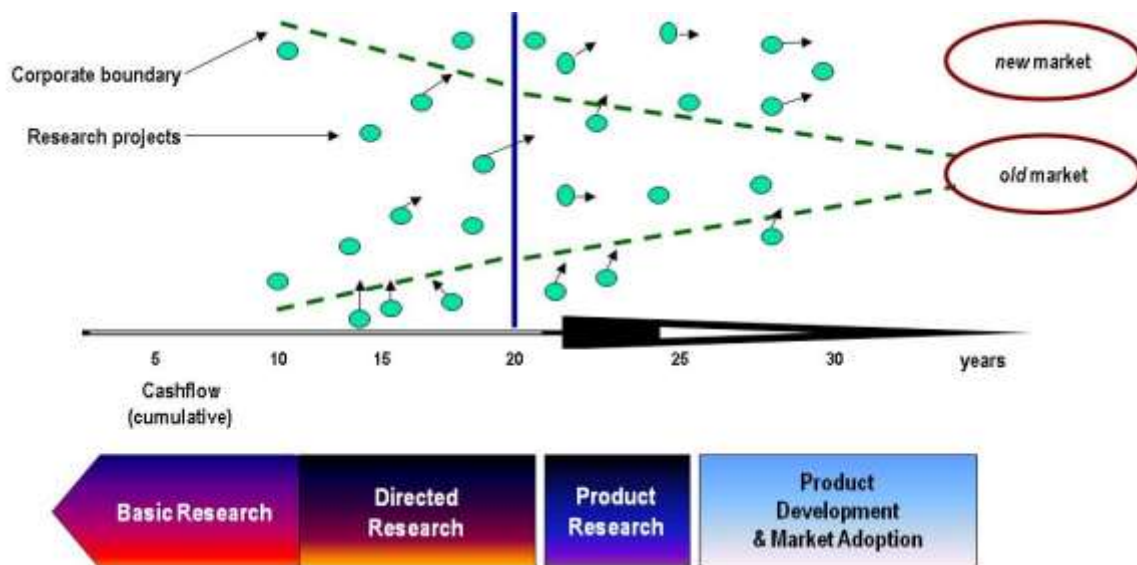 Corporate boundary
Research projects
new market
old market
5 10 15 20 25 30 years
Cashflow
(cumulative)
Basic Research
Directed
Research
Product
Research
Product
Development
& Market Adoption